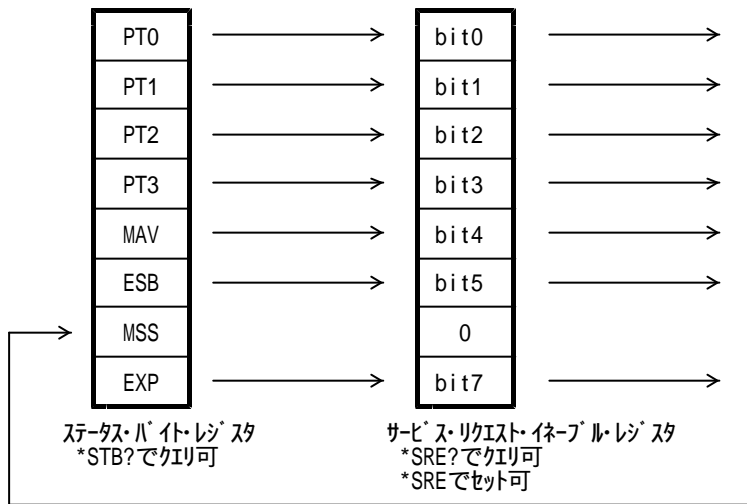 PT0 bit0
PT1 bit1
PT2 bit2
PT3 bit3
MAV bit4
ESB bit5
MSS 0
EXP bit7
ステータス・バイト・レジスタ
*STB?でクエリ可
サービス・リクエスト・イネーブル・レジスタ
*SRE?でクエリ可
*SREでセット可